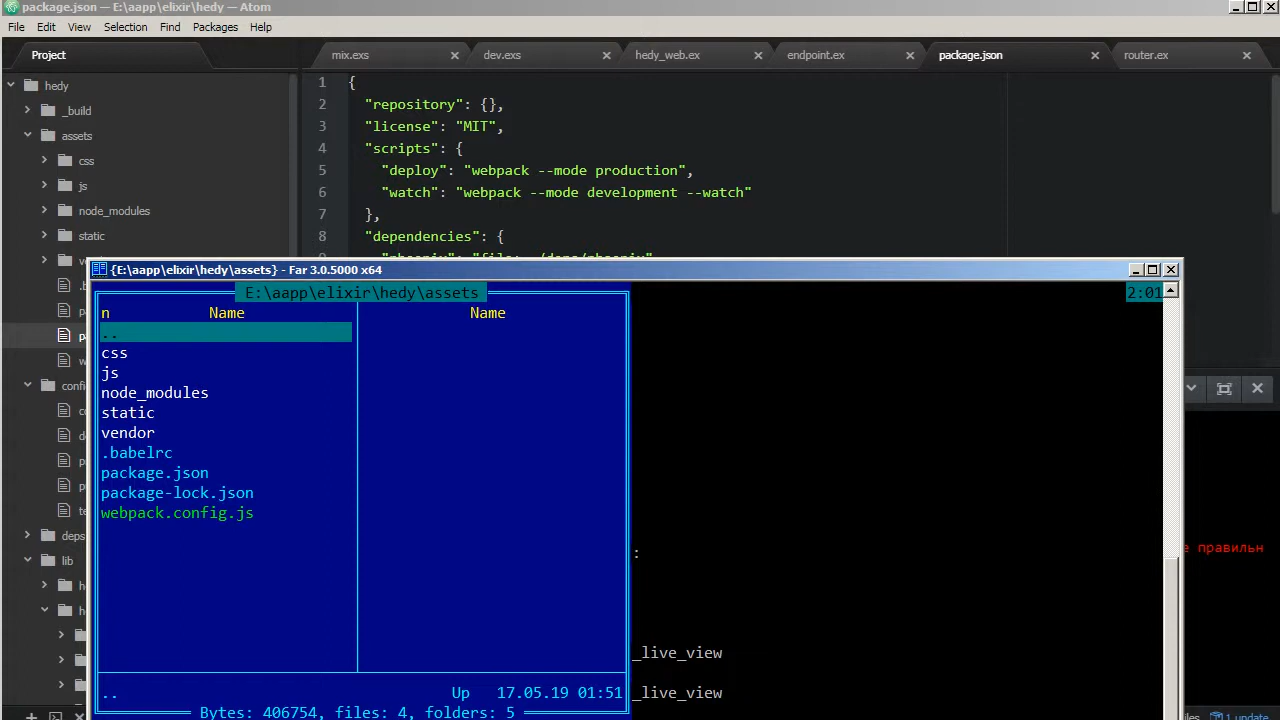 package.json — E:\aapp\elixir\hedy — Atom
File Edit View Selection Find Packages Help
Project
mix.exs
dev.exs
hedy_web.ex
endpoint.ex
package.json
router.ex
hedy
_build
assets
css
js
node_modules
static
config
deps
lib
1 {
2 "repository": {},
3 "license": "MIT",
4 "scripts": {
5 "deploy": "webpack --mode production",
6 "watch": "webpack --mode development --watch"
7 },
8 "dependencies": {
{E:\aapp\elixir\hedy\assets} - Far 3.0.5000 x64
E:\aapp\elixir\hedy\assets
2:01
n Name Name
..
css
js
node_modules
static
vendor
.babelrc
package.json
package-lock.json
webpack.config.js
.. Up 17.05.19 01:51
Bytes: 406754, files: 4, folders: 5
:
_live_view
_live_view
правильн
1 update